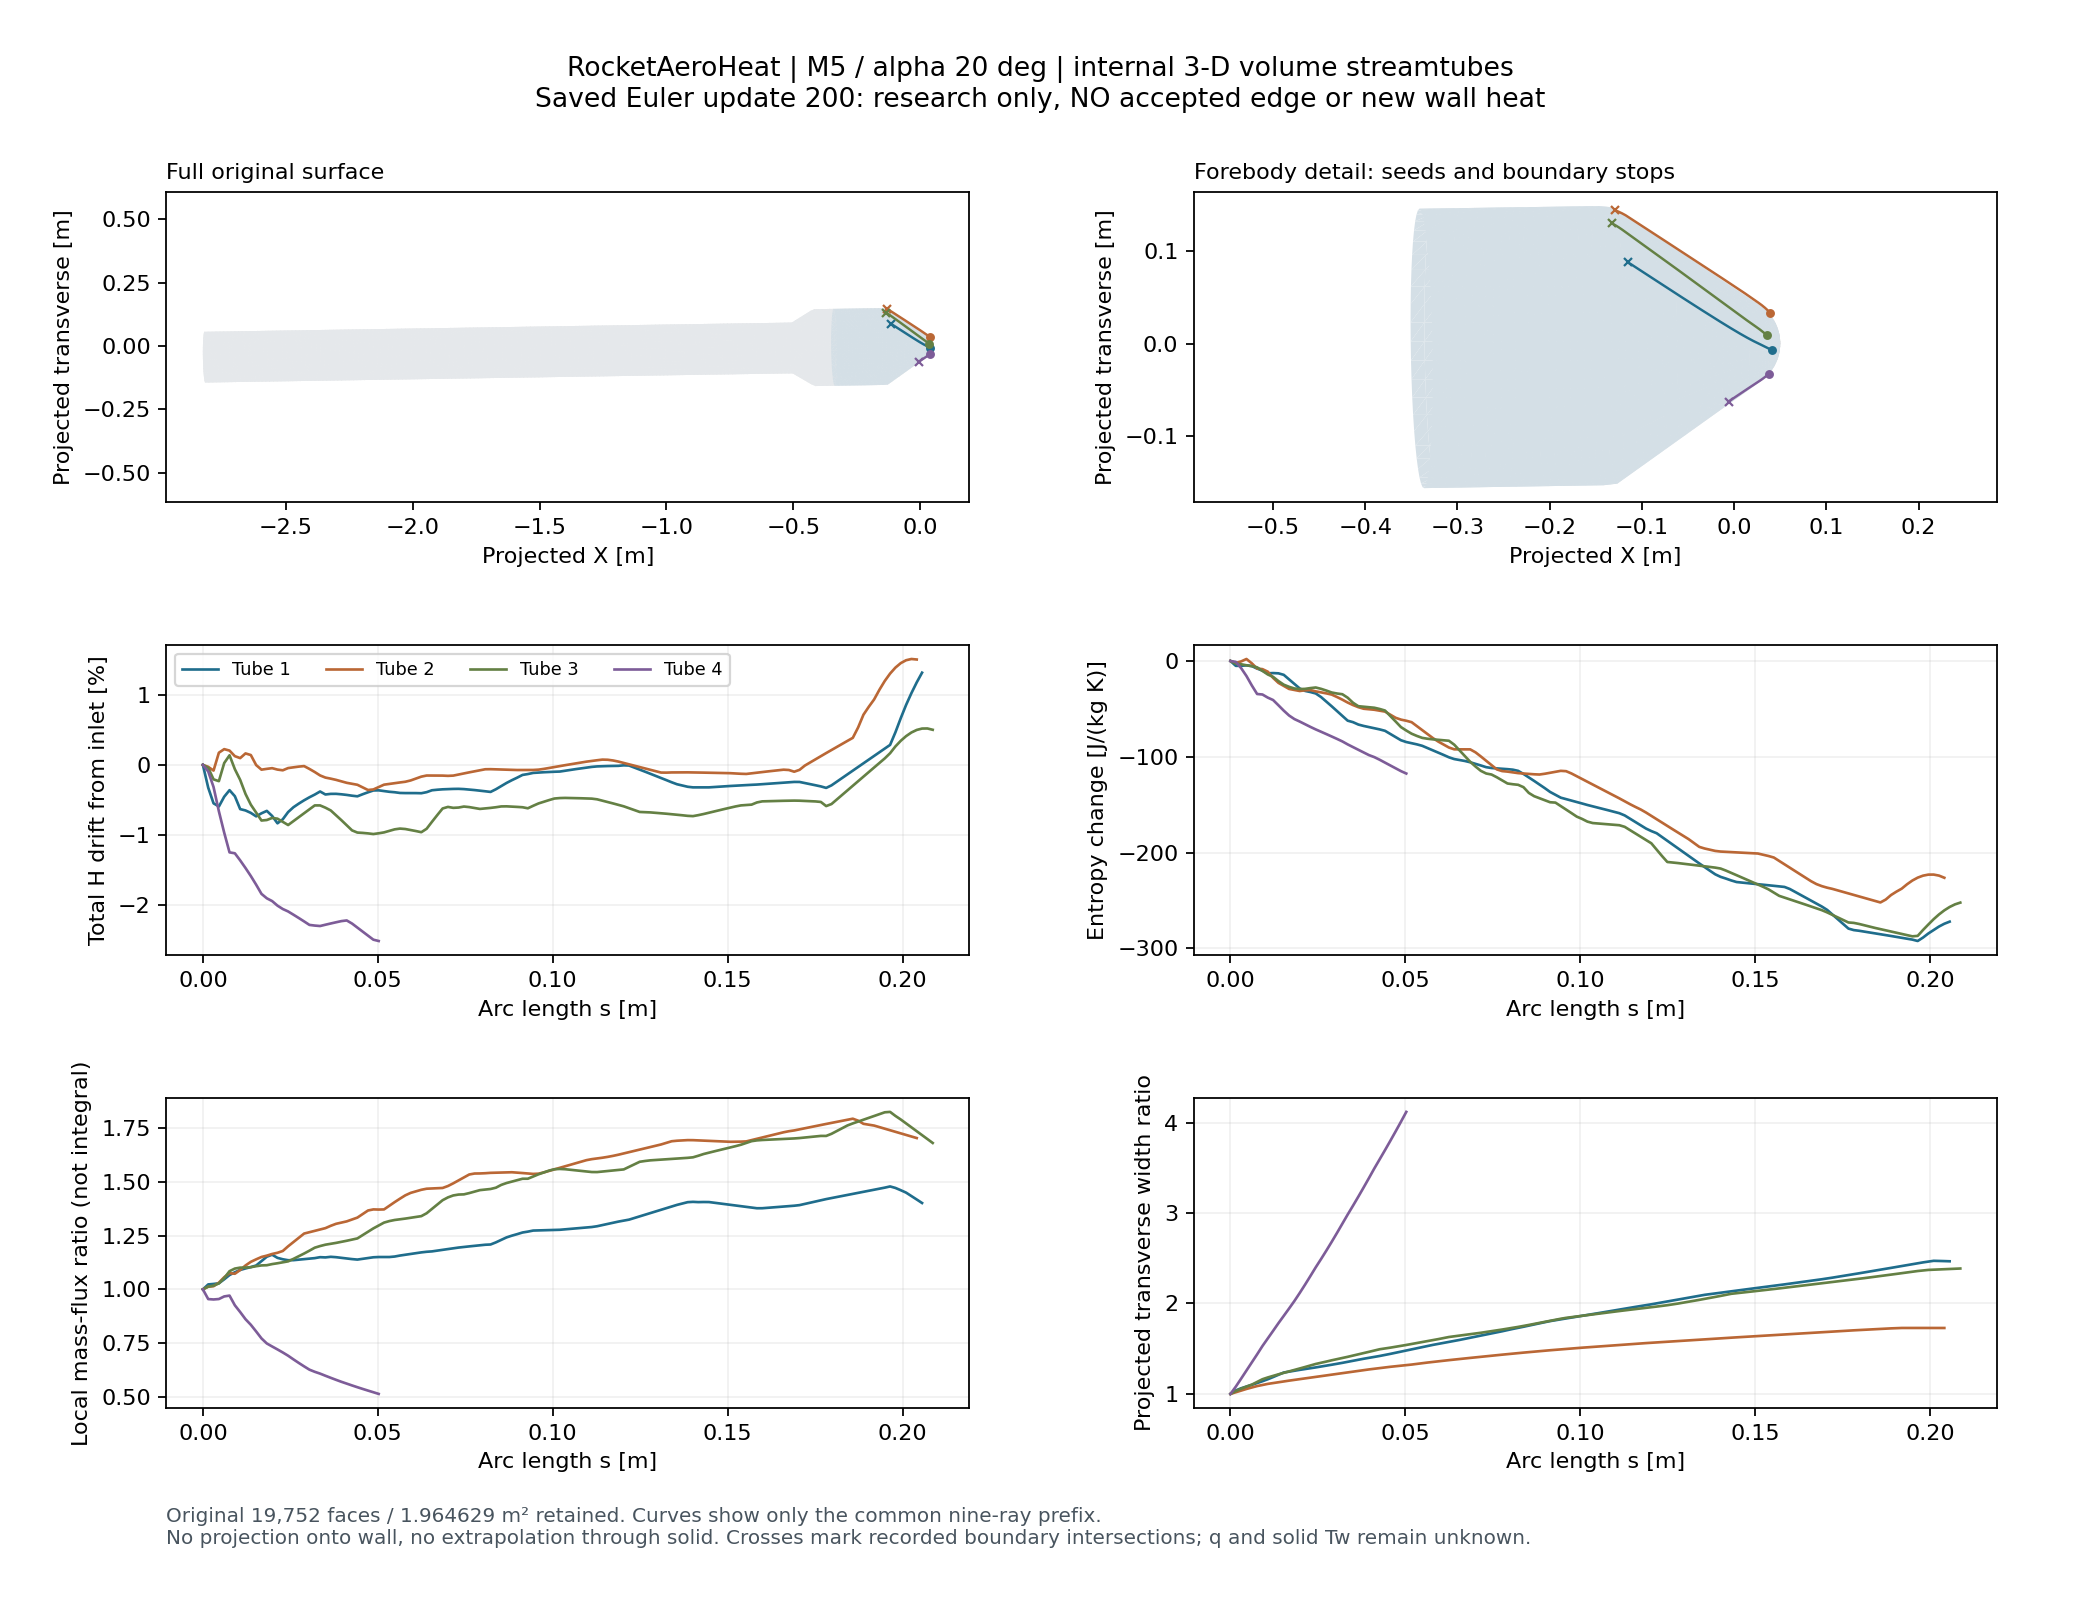 RocketAeroHeat | M5 / alpha 20 deg | internal 3-D volume streamtubes
Saved Euler update 200: research only, NO accepted edge or new wall heat
Full original surface
Projected transverse [m]
0.50
0.25
0.00
−0.25
−0.50
−2.5 −2.0 −1.5 −1.0 −0.5 0.0
Projected X [m]
Forebody detail: seeds and boundary stops
Projected transverse [m]
0.1
0.0
−0.1
−0.5 −0.4 −0.3 −0.2 −0.1 0.0 0.1 0.2
Projected X [m]
Total H drift from inlet [%]
Tube 1 Tube 2 Tube 3 Tube 4
1
0
−1
−2
0.00 0.05 0.10 0.15 0.20
Arc length s [m]
Entropy change [J/(kg K)]
0
−100
−200
−300
0.00 0.05 0.10 0.15 0.20
Arc length s [m]
Local mass-flux ratio (not integral)
1.75
1.50
1.25
1.00
0.75
0.50
0.00 0.05 0.10 0.15 0.20
Arc length s [m]
Projected transverse width ratio
4
3
2
1
0.00 0.05 0.10 0.15 0.20
Arc length s [m]
Original 19,752 faces / 1.964629 m² retained. Curves show only the common nine-ray prefix.
No projection onto wall, no extrapolation through solid. Crosses mark recorded boundary intersections; q and solid Tw remain unknown.